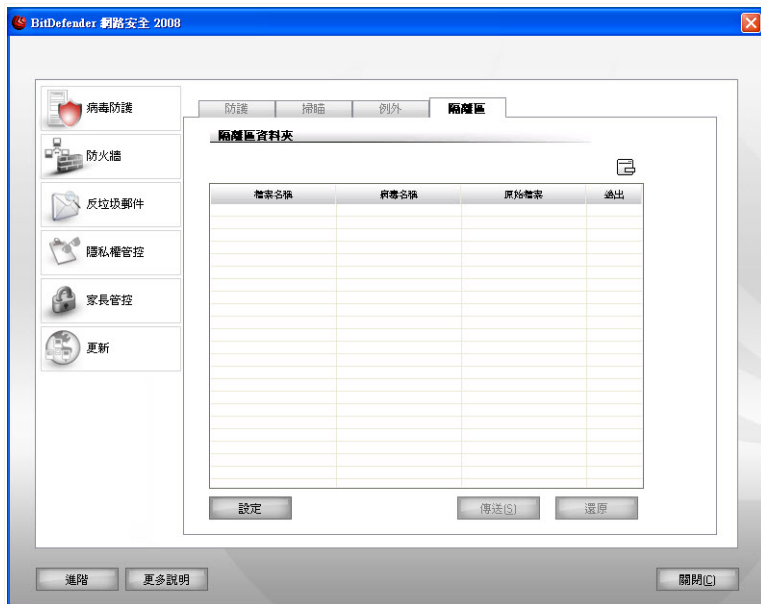 BitDefender 網路安全 2008
病毒防護
防火牆
反垃圾郵件
隱私權管控
家長管控
更新
防護 掃瞄 例外 隔離區
隔離區資料夾
檔案名稱 病毒名稱 原始檔案 送出
設定 傳送(S) 還原
進階 更多説明 關閉(C)